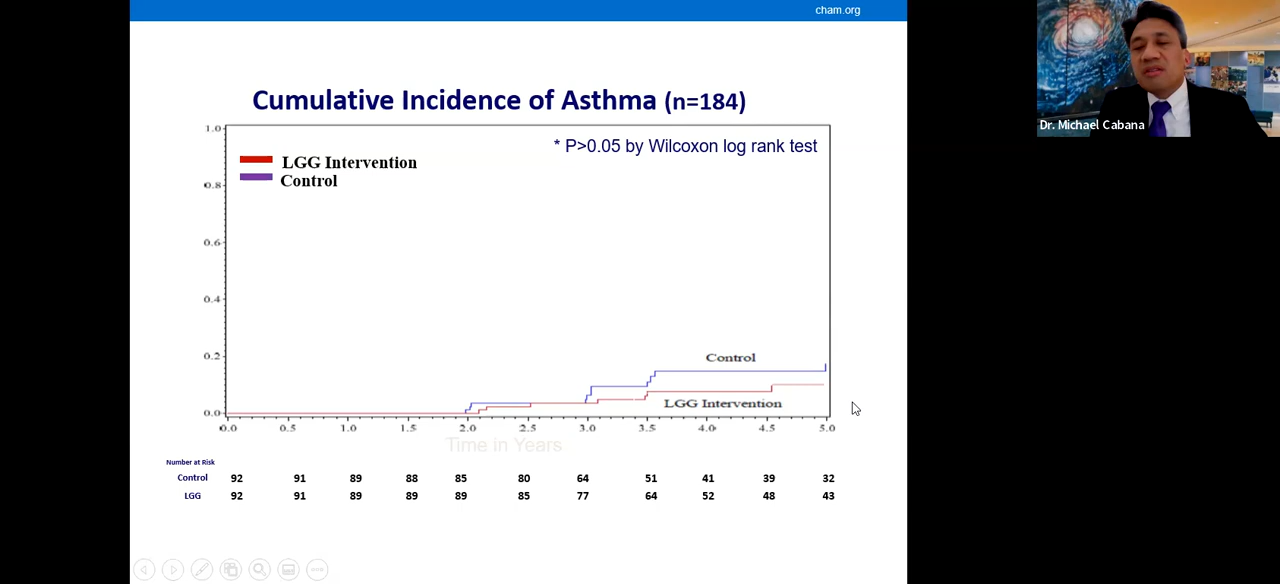 cham.org
Dr. Michael Cabana
Cumulative Incidence of Asthma (n=184)
* P>0.05 by Wilcoxon log rank test
LGG Intervention
Control
1.0
0.8
0.6
0.4
0.2
0.0
Control
LGG Intervention
0.0 0.5 1.0 1.5 2.0 2.5 3.0 3.5 4.0 4.5 5.0
Time in Years
Number at Risk
Control 92 91 89 88 85 80 64 51 41 39 32
LGG 92 91 89 89 89 85 77 64 52 48 43